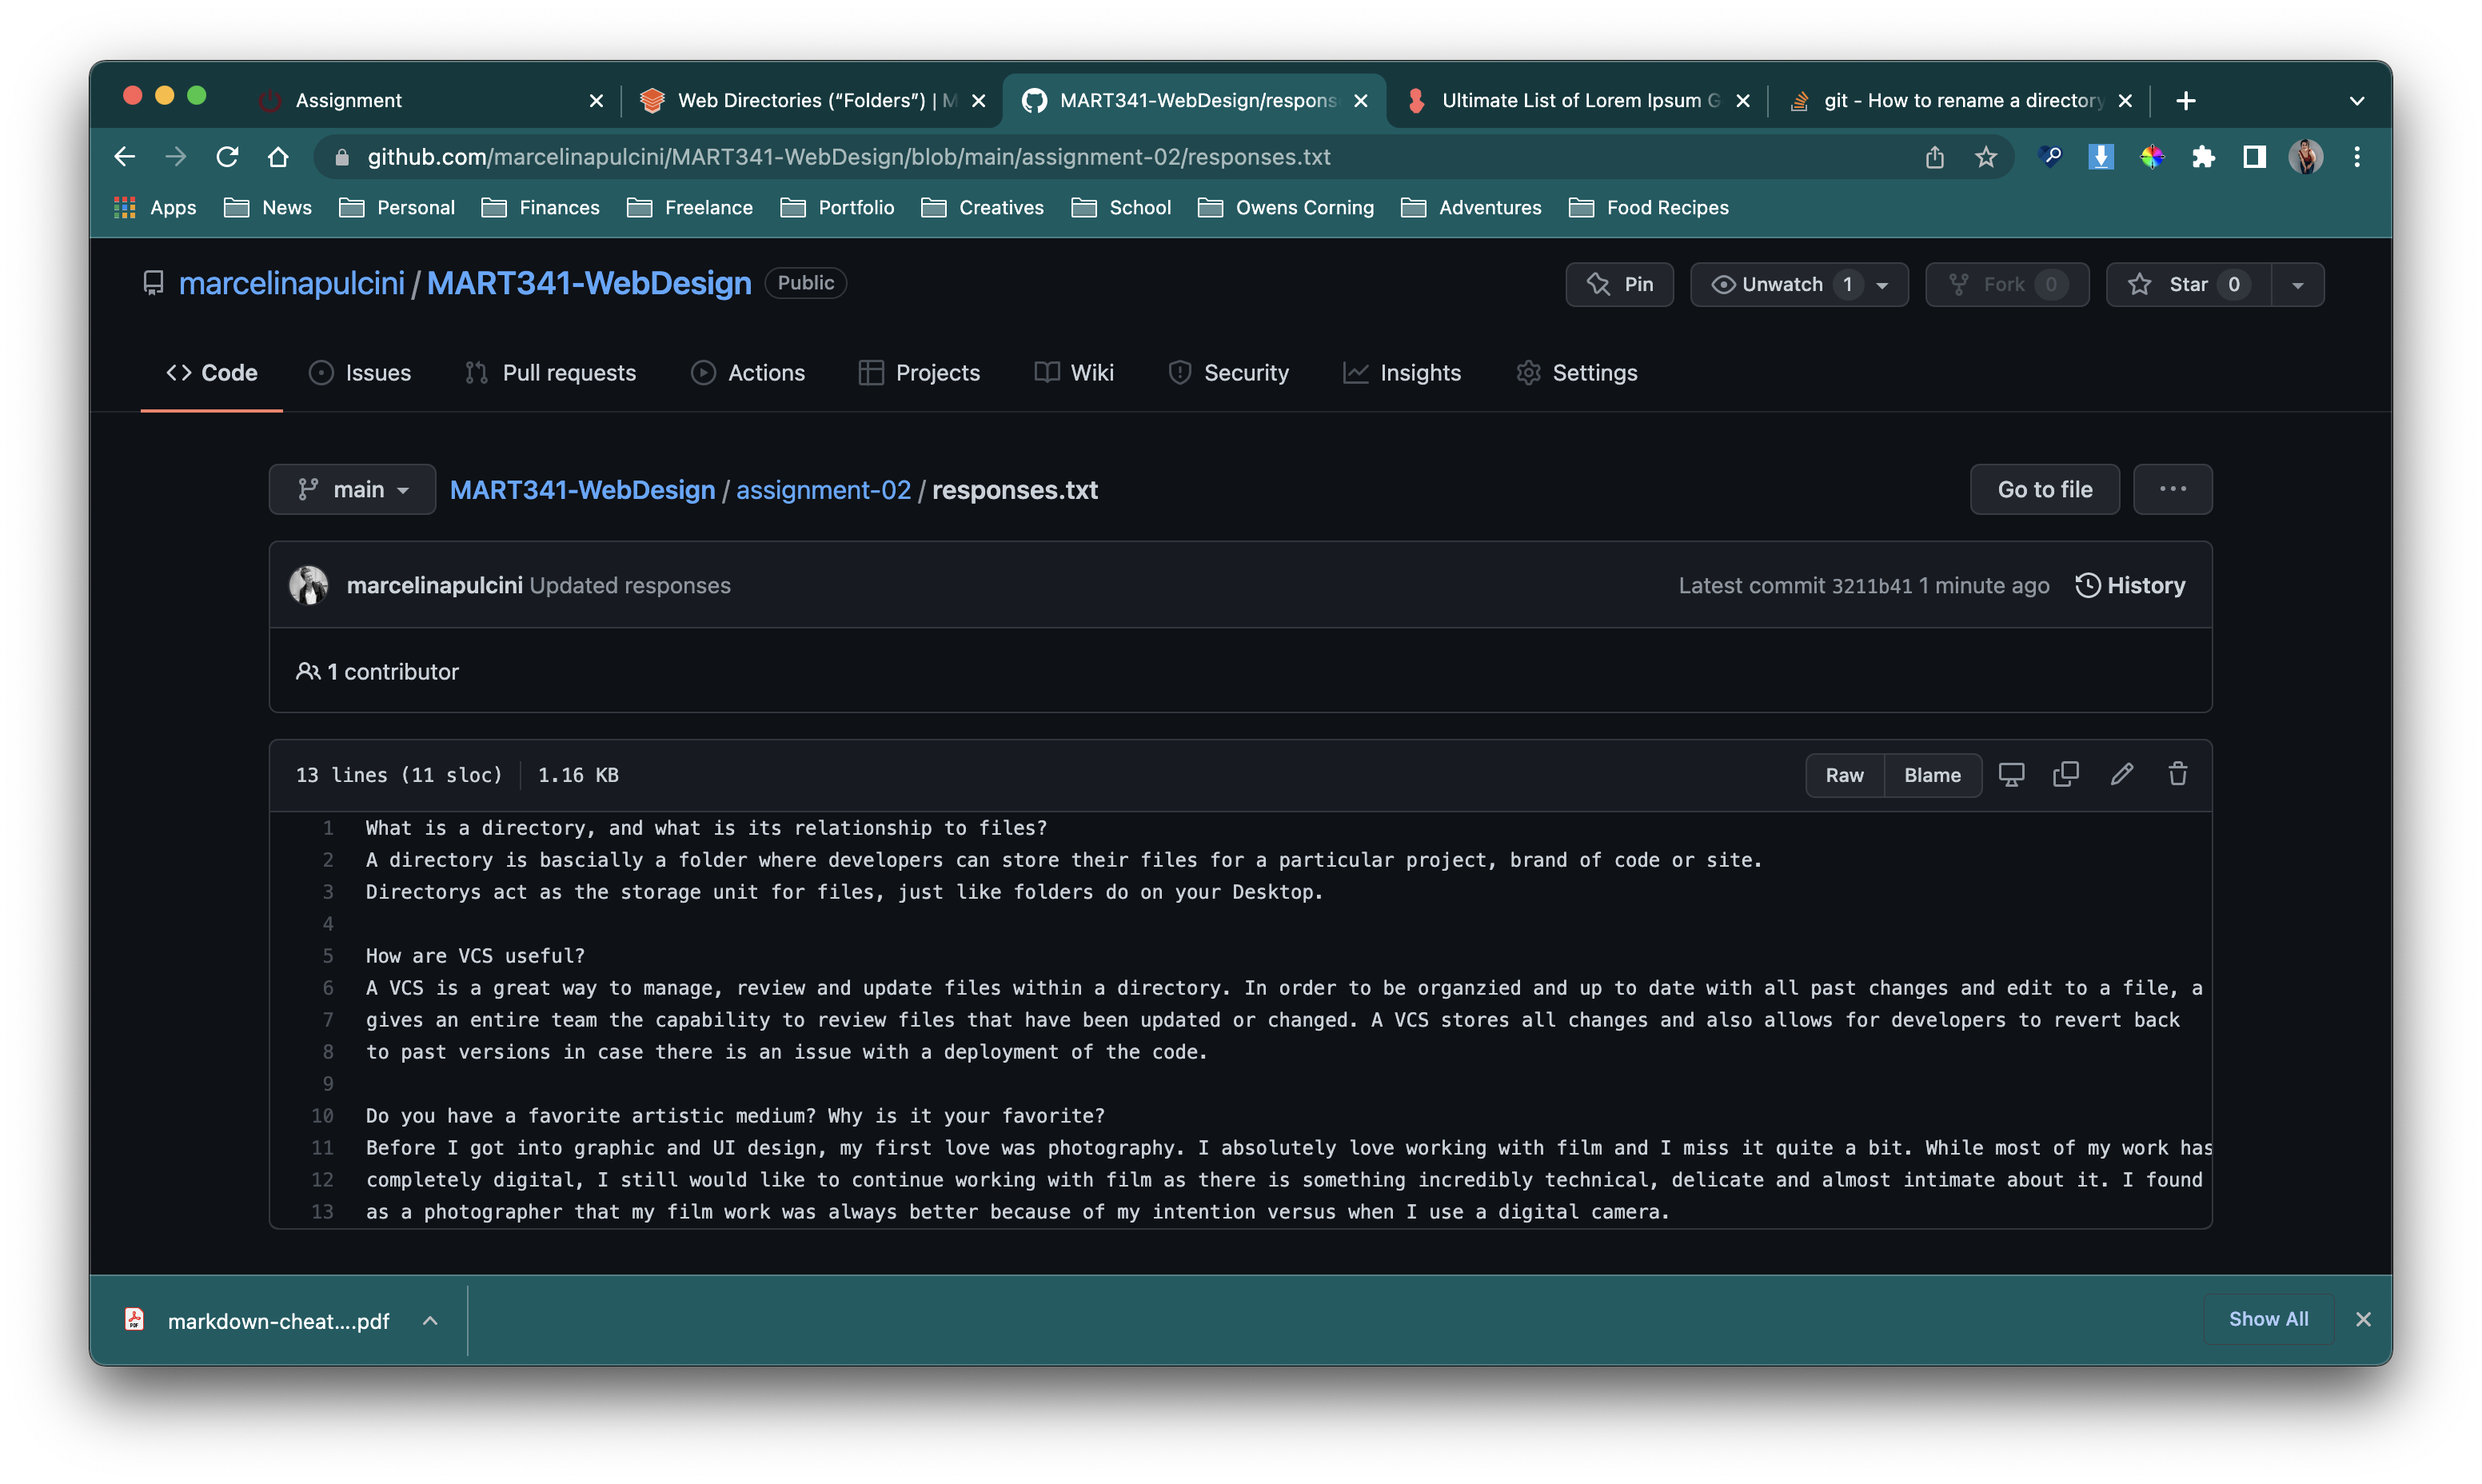 Assignment
Web Directories (“Folders”) | M
MART341-WebDesign/respons
Ultimate List of Lorem Ipsum G
git - How to rename a directory
github.com/marcelinapulcini/MART341-WebDesign/blob/main/assignment-02/responses.txt
Apps News Personal Finances Freelance Portfolio Creatives School Owens Corning Adventures Food Recipes
marcelinapulcini / MART341-WebDesign Public
Pin Unwatch 1 Fork 0 Star 0
Code Issues Pull requests Actions Projects Wiki Security Insights Settings
main MART341-WebDesign / assignment-02 / responses.txt Go to file ...
marcelinapulcini Updated responses Latest commit 3211b41 1 minute ago History
1 contributor
13 lines (11 sloc) 1.16 KB Raw Blame
1 What is a directory, and what is its relationship to files?
2 A directory is bascially a folder where developers can store their files for a particular project, brand of code or site.
3 Directorys act as the storage unit for files, just like folders do on your Desktop.
4
5 How are VCS useful?
6 A VCS is a great way to manage, review and update files within a directory. In order to be organzied and up to date with all past changes and edit to a file, a
7 gives an entire team the capability to review files that have been updated or changed. A VCS stores all changes and also allows for developers to revert back
8 to past versions in case there is an issue with a deployment of the code.
9
10 Do you have a favorite artistic medium? Why is it your favorite?
11 Before I got into graphic and UI design, my first love was photography. I absolutely love working with film and I miss it quite a bit. While most of my work has
12 completely digital, I still would like to continue working with film as there is something incredibly technical, delicate and almost intimate about it. I found
13 as a photographer that my film work was always better because of my intention versus when I use a digital camera.
markdown-cheat....pdf Show All